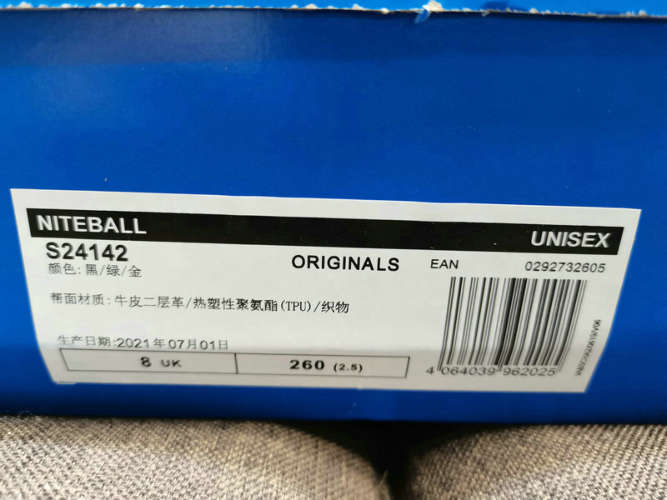 NITEBALL
UNISEX
S24142
颜色:黑/绿/金
ORIGINALS
EAN
0292732605
帮面材质:牛皮二层革/热塑性聚氨酯(TPU)/织物
生产日期:2021年07月01日
8 UK
260 (2.5)
4 064039 962025